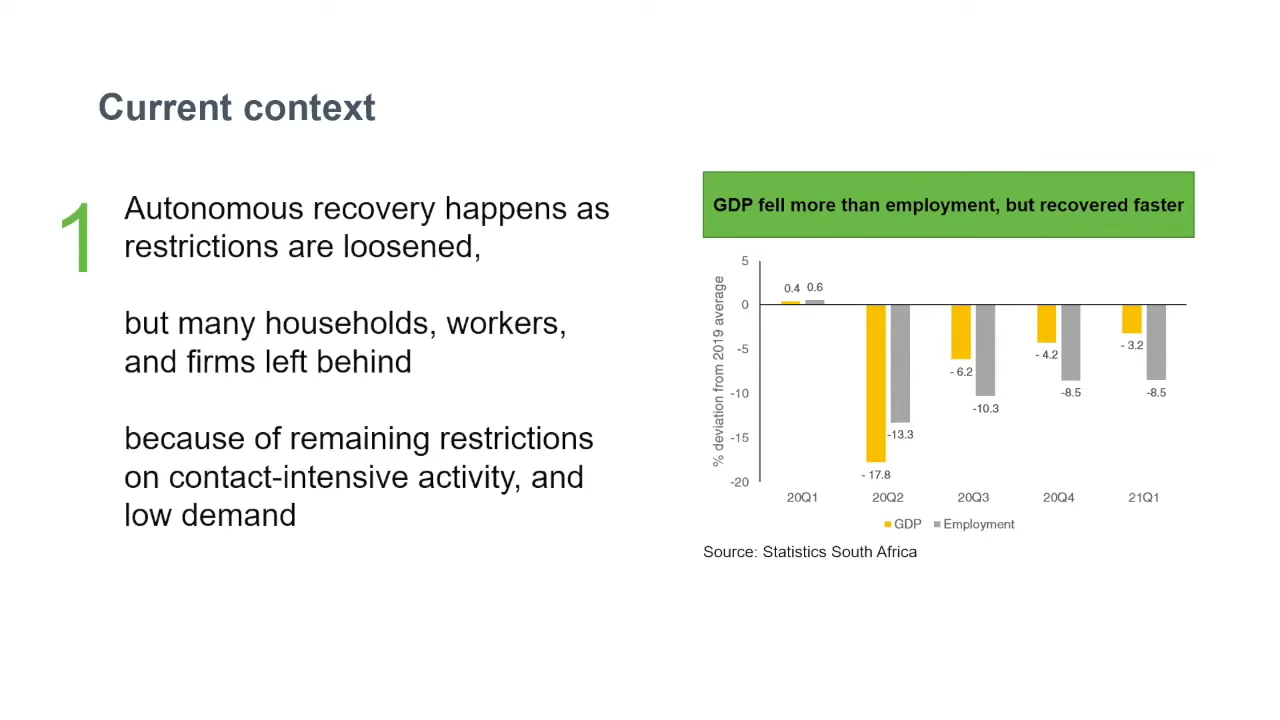 Current context
1
Autonomous recovery happens as
restrictions are loosened,
but many households, workers,
and firms left behind
because of remaining restrictions
on contact-intensive activity, and
low demand
GDP fell more than employment, but recovered faster
% deviation from 2019 average
5
0
-5
-10
-15
-20
0.4 0.6
- 17.8 -13.3
- 6.2 -10.3
- 4.2 -8.5
- 3.2 -8.5
20Q1 20Q2 20Q3 20Q4 21Q1
GDP Employment
Source: Statistics South Africa